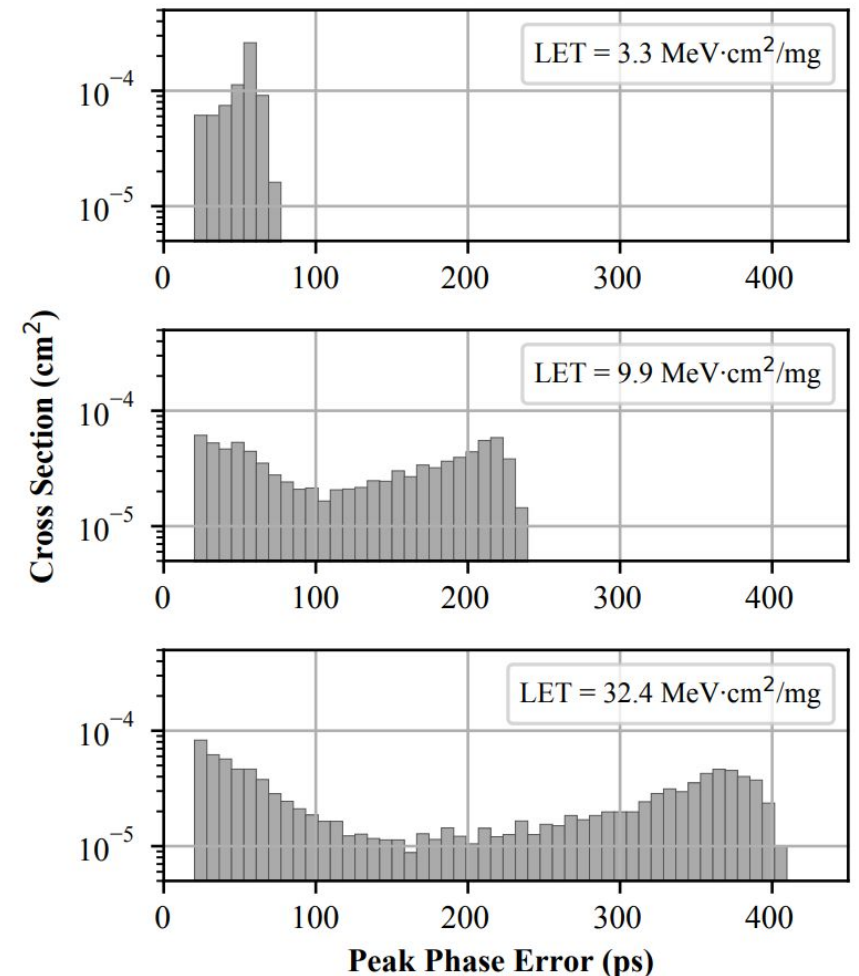 LET = 3.3 MeV·cm²/mg
10⁻⁴
10⁻⁵
0 100 200 300 400
Cross Section (cm²)
LET = 9.9 MeV·cm²/mg
10⁻⁴
10⁻⁵
0 100 200 300 400
LET = 32.4 MeV·cm²/mg
10⁻⁴
10⁻⁵
0 100 200 300 400
Peak Phase Error (ps)